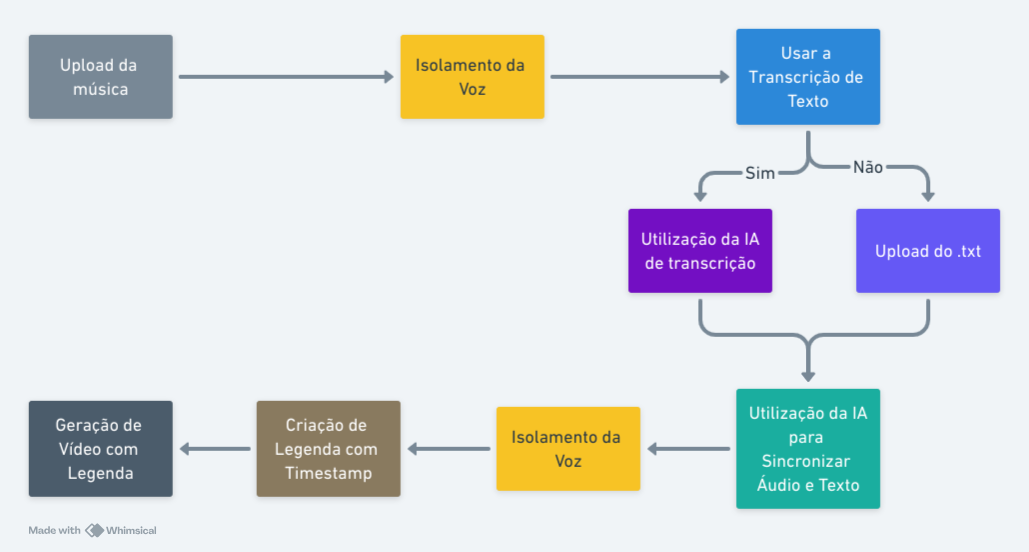 Upload da
música
Isolamento da
Voz
Usar a
Transcrição de
Texto
Sim
Não
Utilização da IA
de transcrição
Upload do .txt
Utilização da IA
para
Sincronizar
Áudio e Texto
Isolamento da
Voz
Criação de
Legenda com
Timestamp
Geração de
Vídeo com
Legenda
Made with Whimsical